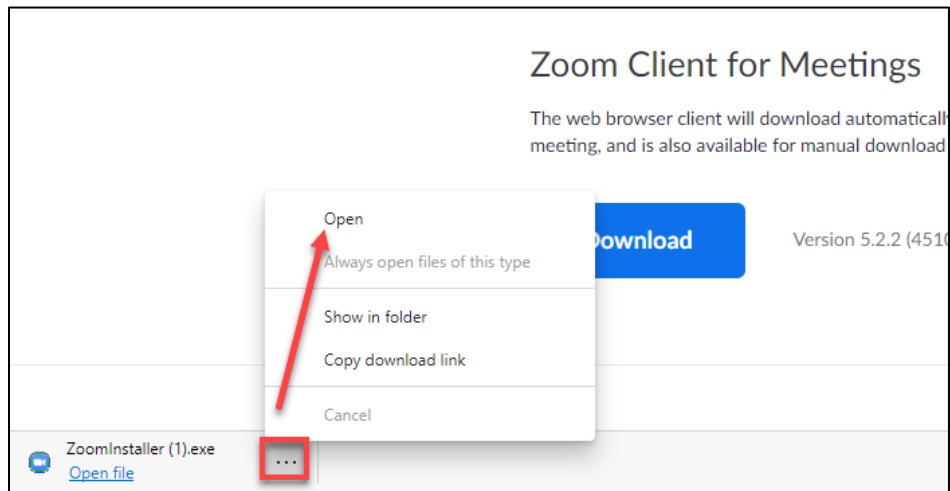 Zoom Client for Meetings
The web browser client will download automatically
meeting, and is also available for manual download
Open
Always open files of this type
Show in folder
Copy download link
Cancel
Download
Version 5.2.2 (4510
ZoomInstaller (1).exe
Open file
...